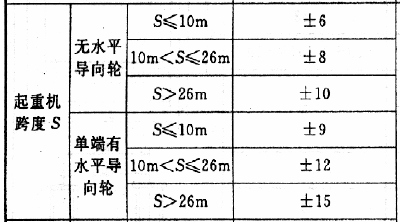 起重机
跨度 S
无水平
导向轮
S≤10m ±6
10m<S≤26m ±8
S>26m ±10
单端有
水平导
向轮
S≤10m ±9
10m<S≤26m ±12
S>26m ±15